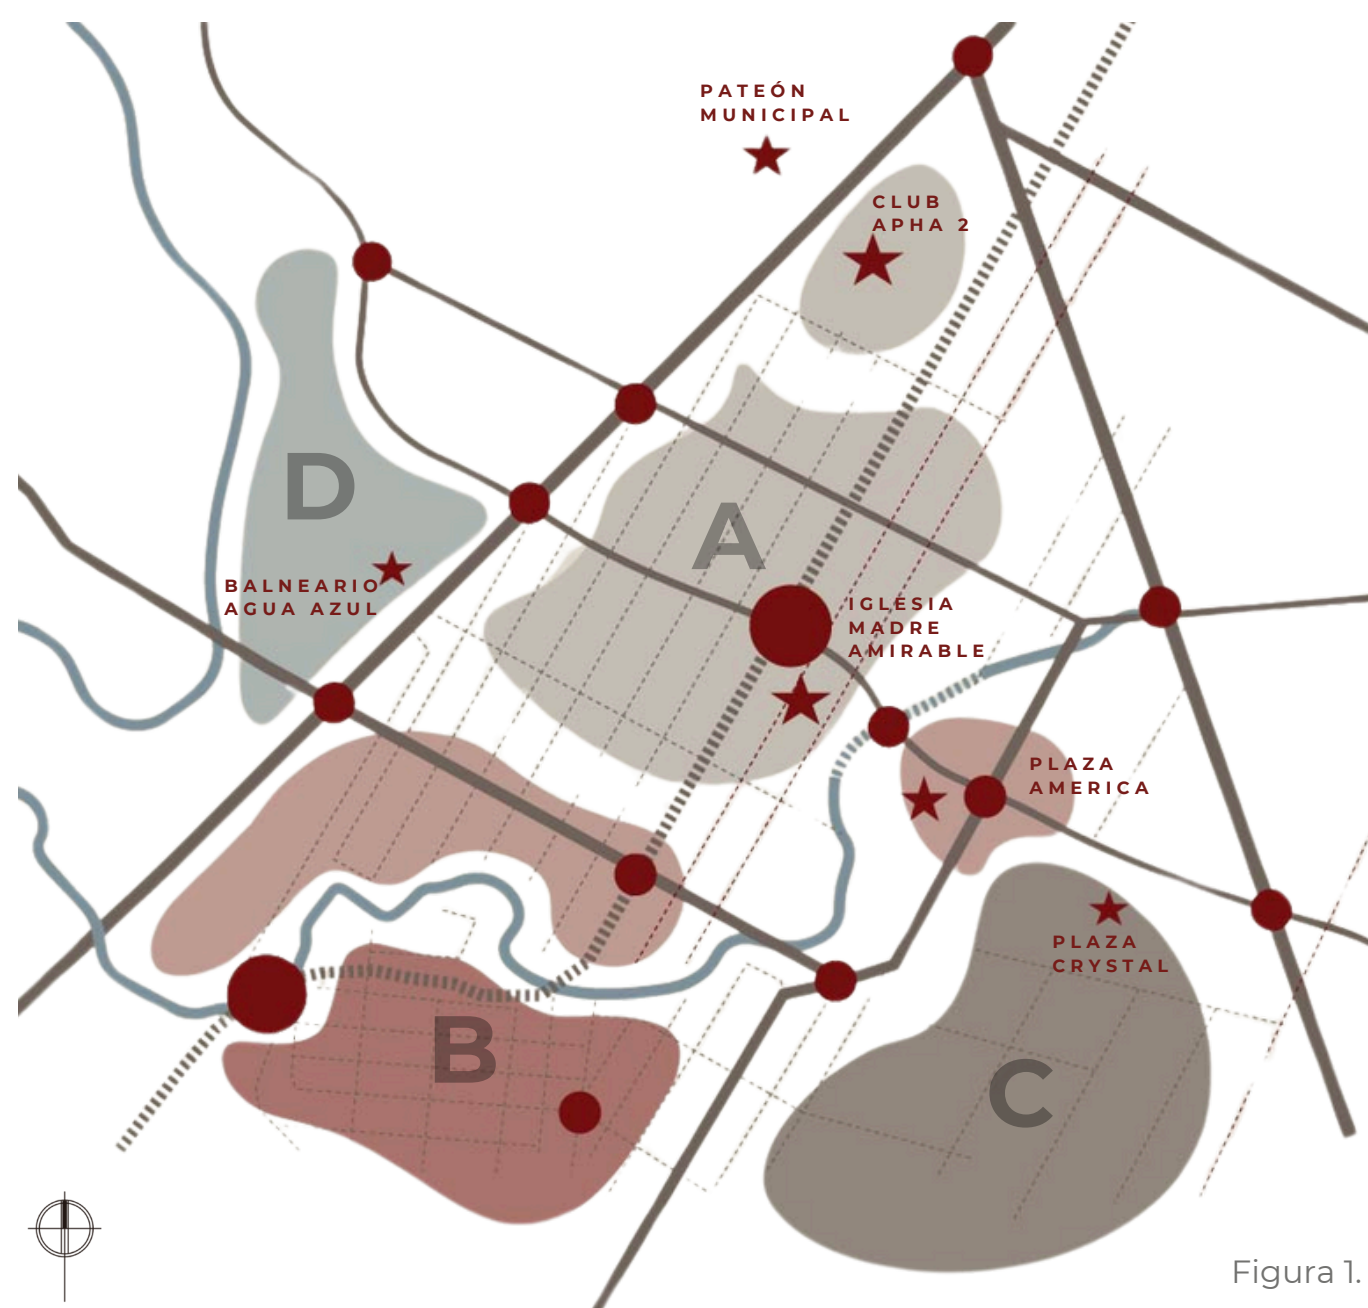 PATEÓN
MUNICIPAL
CLUB
APHA 2
D
A
BALNEARIO
AGUA AZUL
IGLESIA
MADRE
AMIRABLE
PLAZA
AMERICA
PLAZA
CRYSTAL
B
C
Figura 1.